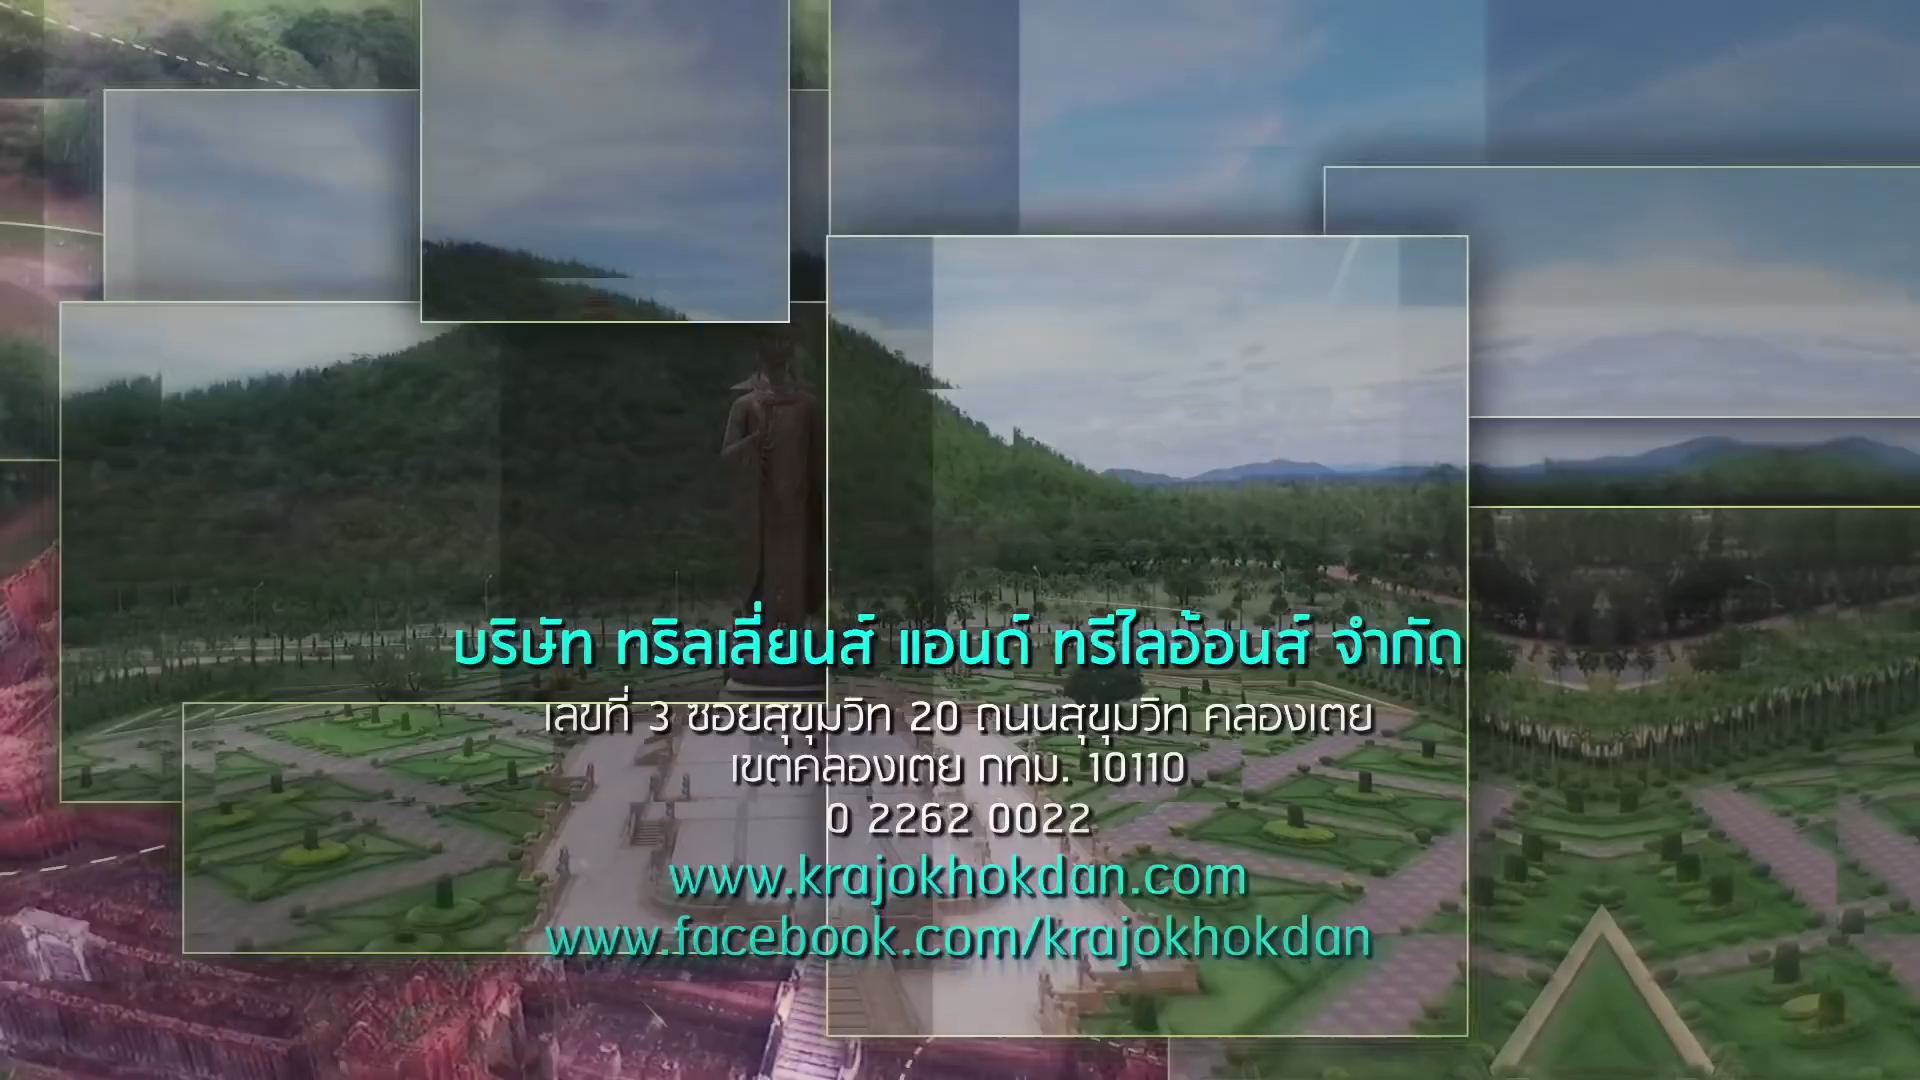 บริษัท ทริลเลี่ยนส์ แอนด์ ทรีไลอ้อนส์ จำกัด
เลขที่ 3 ซอยสุขุมวิท 20 ถนนสุขุมวิท คลองเตย
เขตคลองเตย กทม. 10110
0 2262 0022
www.krajokhokdan.com
www.facebook.com/krajokhokdan